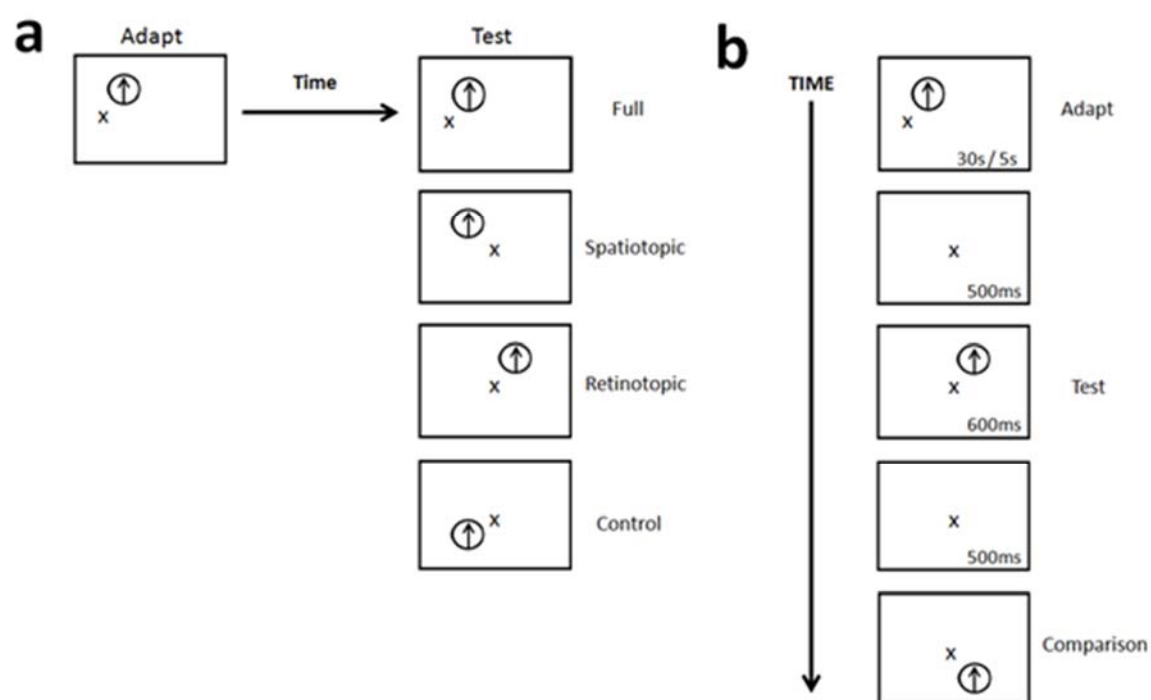 a
Adapt
Time
Test
x
x
Full
x
Spatiotopic
x
Retinotopic
x
Control
b
TIME
x
30s/5s
Adapt
x
500ms
x
600ms
Test
x
500ms
x
Comparison